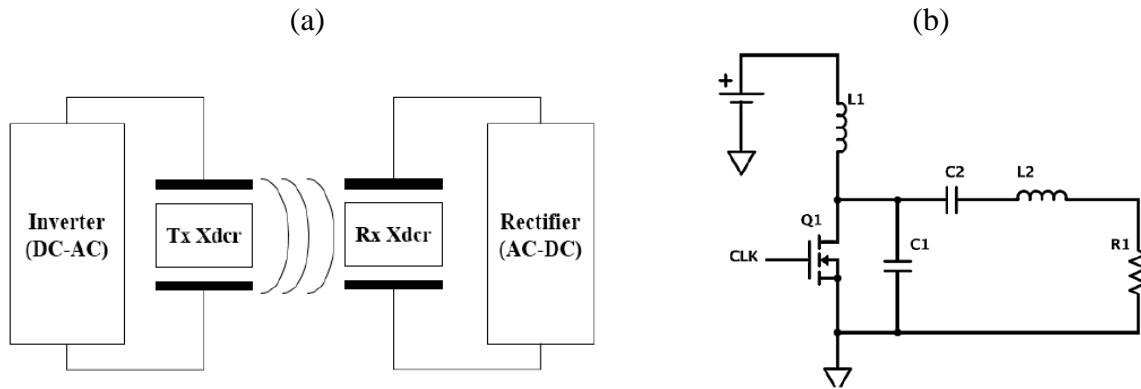 (a)
Inverter
(DC-AC)
Tx Xdcr
Rx Xdcr
Rectifier
(AC-DC)
(b)
+
L1
C2
L2
Q1
CLK
C1
R1